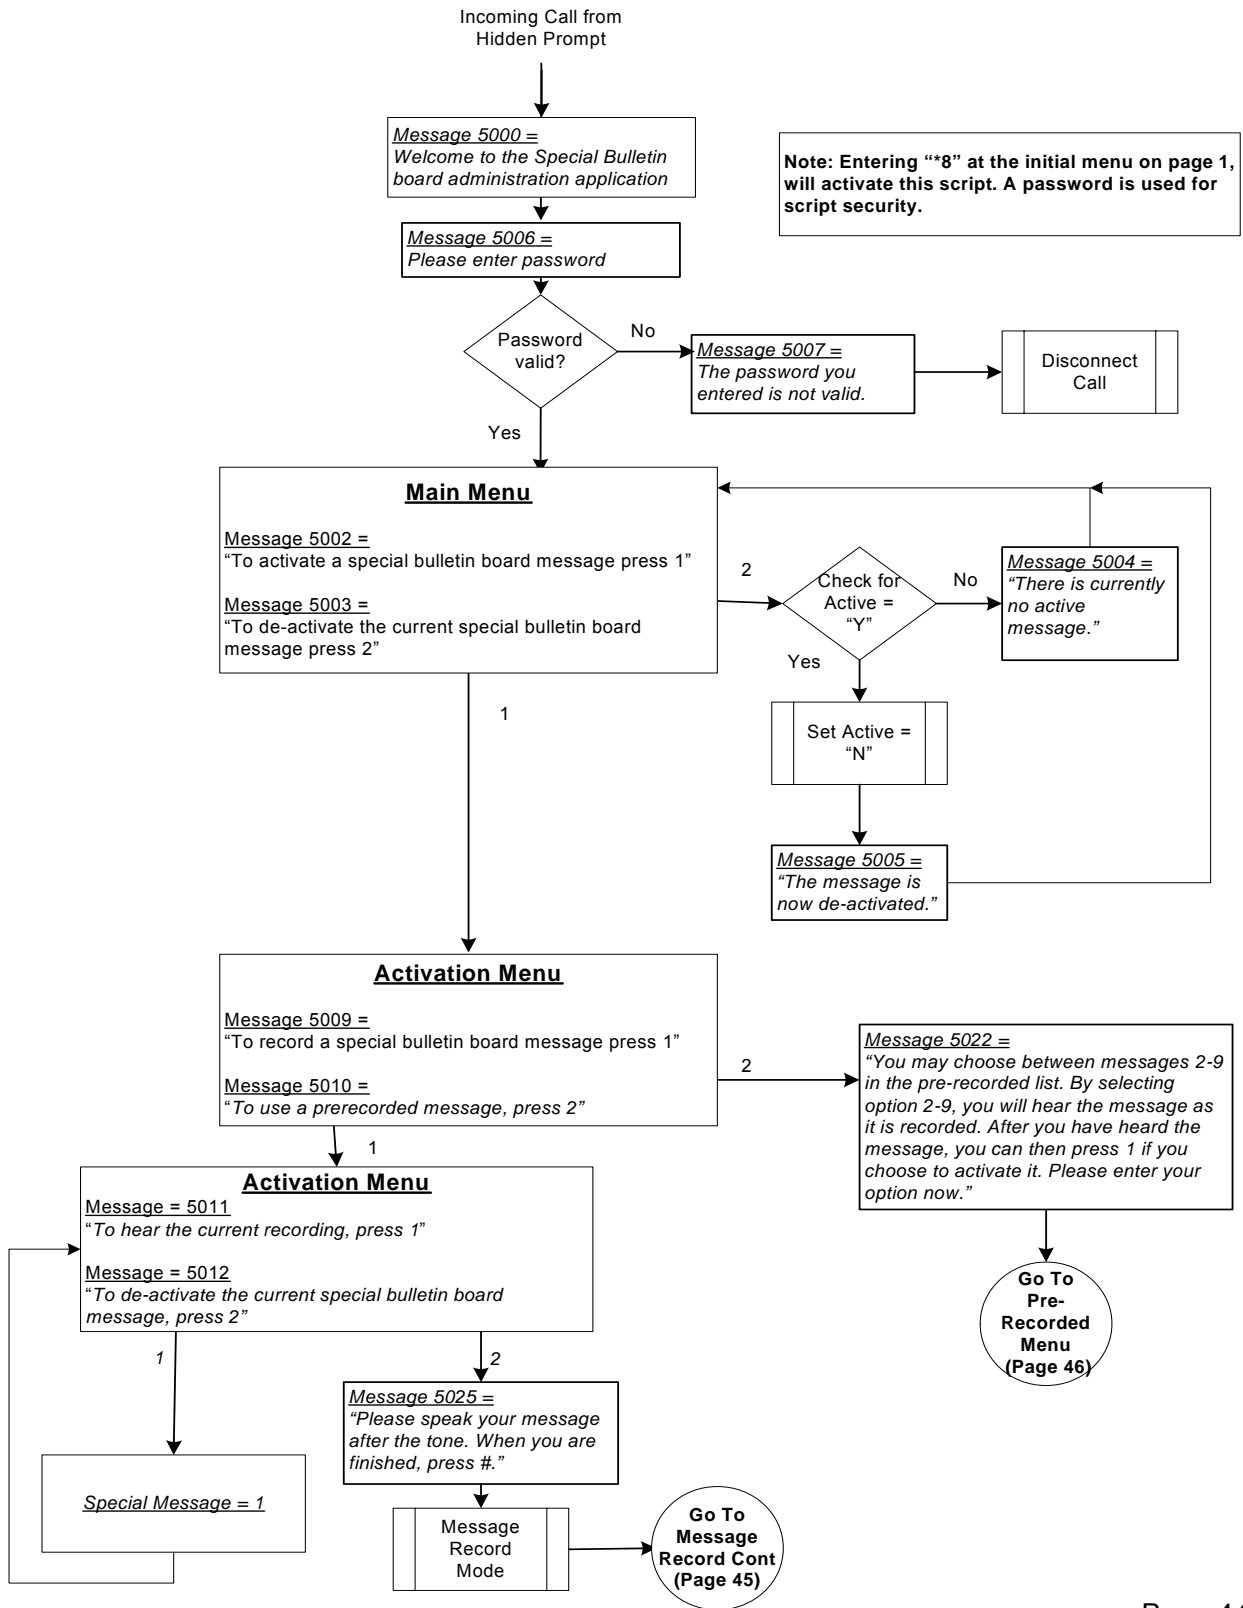 Incoming Call from
Hidden Prompt
Message 5000 =
Welcome to the Special Bulletin
board administration application
Note: Entering “*8” at the initial menu on page 1,
will activate this script. A password is used for
script security.
Message 5006 =
Please enter password
Password
valid?
No
Message 5007 =
The password you
entered is not valid.
Disconnect
Call
Yes
Main Menu
Message 5002 =
“To activate a special bulletin board message press 1”
Message 5003 =
“To de-activate the current special bulletin board
message press 2”
2
Check for
Active =
“Y”
No
Message 5004 =
“There is currently
no active
message.”
Yes
Set Active =
“N”
Message 5005 =
“The message is
now de-activated.”
1
Activation Menu
Message 5009 =
“To record a special bulletin board message press 1”
Message 5010 =
“To use a prerecorded message, press 2”
2
Message 5022 =
“You may choose between messages 2-9
in the pre-recorded list. By selecting
option 2-9, you will hear the message as
it is recorded. After you have heard the
message, you can then press 1 if you
choose to activate it. Please enter your
option now.”
Go To
Pre-
Recorded
Menu
(Page 46)
1
Activation Menu
Message = 5011
“To hear the current recording, press 1”
Message = 5012
“To de-activate the current special bulletin board
message, press 2”
1
2
Special Message = 1
Message 5025 =
“Please speak your message
after the tone. When you are
finished, press #.”
Message
Record
Mode
Go To
Message
Record Cont
(Page 45)